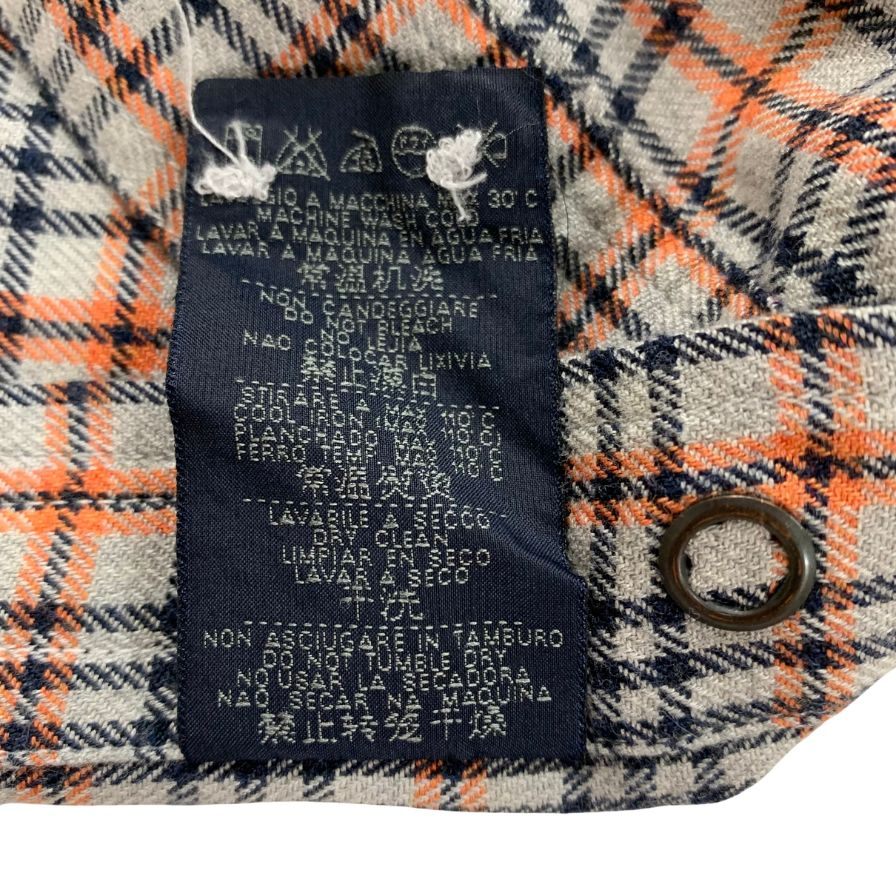 LAVAGGIO A MACCHINA MAX 30°C
MACHINE WASH COLD
LAVAR A MAQUINA EN AGUA FRIA
LAVAR A MAQUINA AGUA FRIA
常温机洗
NON CANDEGGIARE
DO NOT BLEACH
NO LEJIA
NAO COLOCAR LIXIVIA
禁止漂白
STIRARE A MAX 110°C
COOL IRON (MAX 110°C)
PLANCHADO MAX 110°C)
FERRO TEMP. MAX 110°C
110°C
常温熨烫
LAVABILE A SECCO
DRY CLEAN
LIMPIAR EN SECO
LAVAR A SECO
干洗
NON ASCIUGARE IN TAMBURO
DO NOT TUMBLE DRY
NO USAR LA SECADORA
NAO SECAR NA MAQUINA
禁止转笼干燥